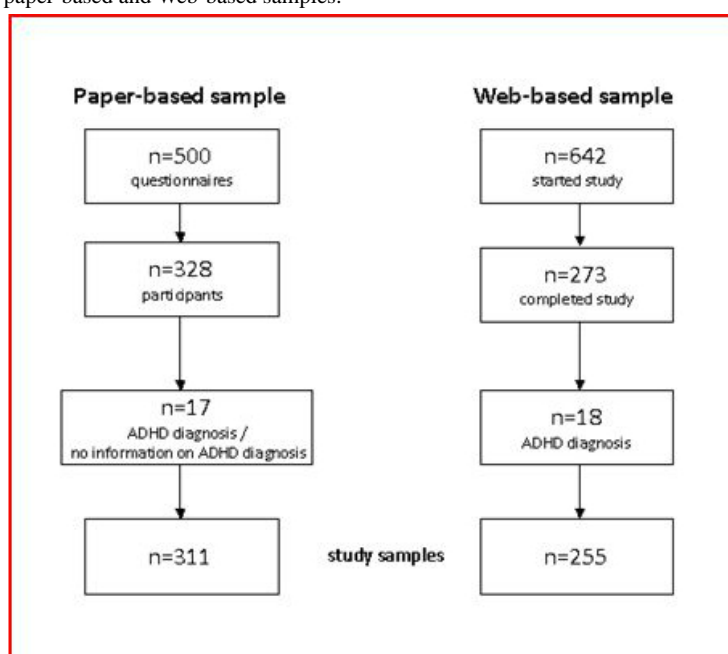 paper-based and Web-based samples.
Paper-based sample
n=500
questionnaires
n=328
participants
n=17
ADHD diagnosis /
no information on ADHD diagnosis
n=311
Web-based sample
n=642
started study
n=273
completed study
n=18
ADHD diagnosis
n=255
study samples